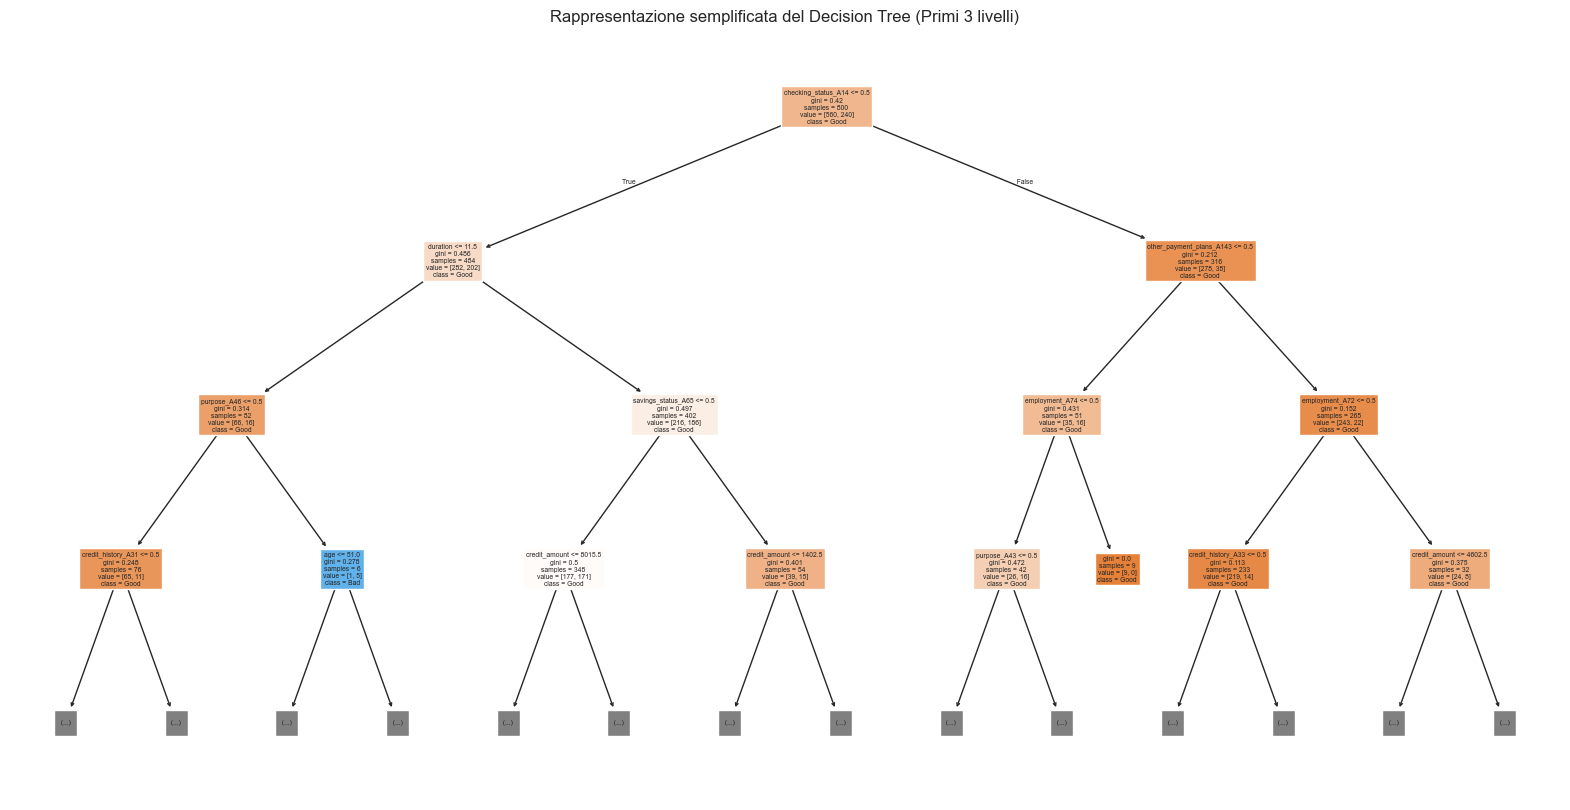 Rappresentazione semplificata del Decision Tree (Primi 3 livelli)
checking_status_A14 <= 0.5
gini = 0.42
samples = 800
value = [560, 240]
class = Good
True
False
duration <= 11.5
gini = 0.486
samples = 484
value = [282, 202]
class = Good
other_payment_plans_A143 <= 0.5
gini = 0.212
samples = 316
value = [278, 38]
class = Good
purpose_A46 <= 0.5
gini = 0.314
samples = 82
value = [66, 16]
class = Good
savings_status_A65 <= 0.5
gini = 0.497
samples = 402
value = [216, 186]
class = Good
employment_A74 <= 0.5
gini = 0.431
samples = 51
value = [35, 16]
class = Good
employment_A72 <= 0.5
gini = 0.152
samples = 265
value = [243, 22]
class = Good
credit_history_A31 <= 0.5
gini = 0.248
samples = 76
value = [65, 11]
class = Good
age <= 51.0
gini = 0.278
samples = 6
value = [1, 5]
class = Bad
credit_amount <= 8015.5
gini = 0.5
samples = 348
value = [177, 171]
class = Good
credit_amount <= 1402.5
gini = 0.401
samples = 54
value = [39, 15]
class = Good
purpose_A43 <= 0.5
gini = 0.472
samples = 42
value = [26, 16]
class = Good
gini = 0.0
samples = 9
value = [9, 0]
class = Good
credit_history_A33 <= 0.5
gini = 0.113
samples = 233
value = [219, 14]
class = Good
credit_amount <= 4602.5
gini = 0.375
samples = 32
value = [24, 8]
class = Good
(...)
(...)
(...)
(...)
(...)
(...)
(...)
(...)
(...)
(...)
(...)
(...)
(...)
(...)